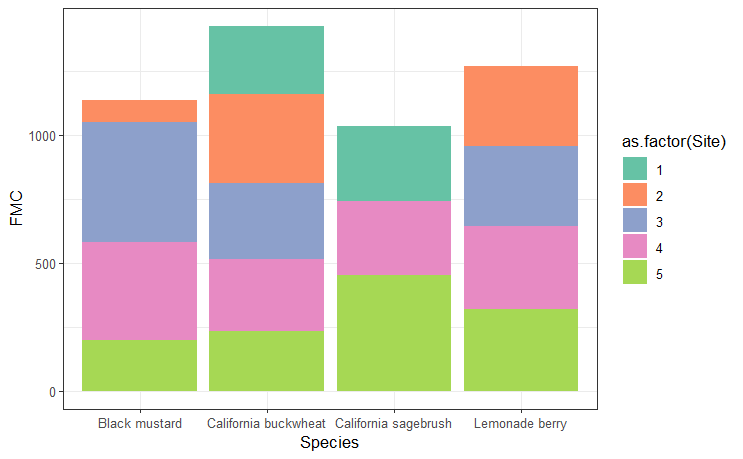 FMC
1000
500
0
Black mustard
California buckwheat
California sagebrush
Lemonade berry
Species
as.factor(Site)
1
2
3
4
5